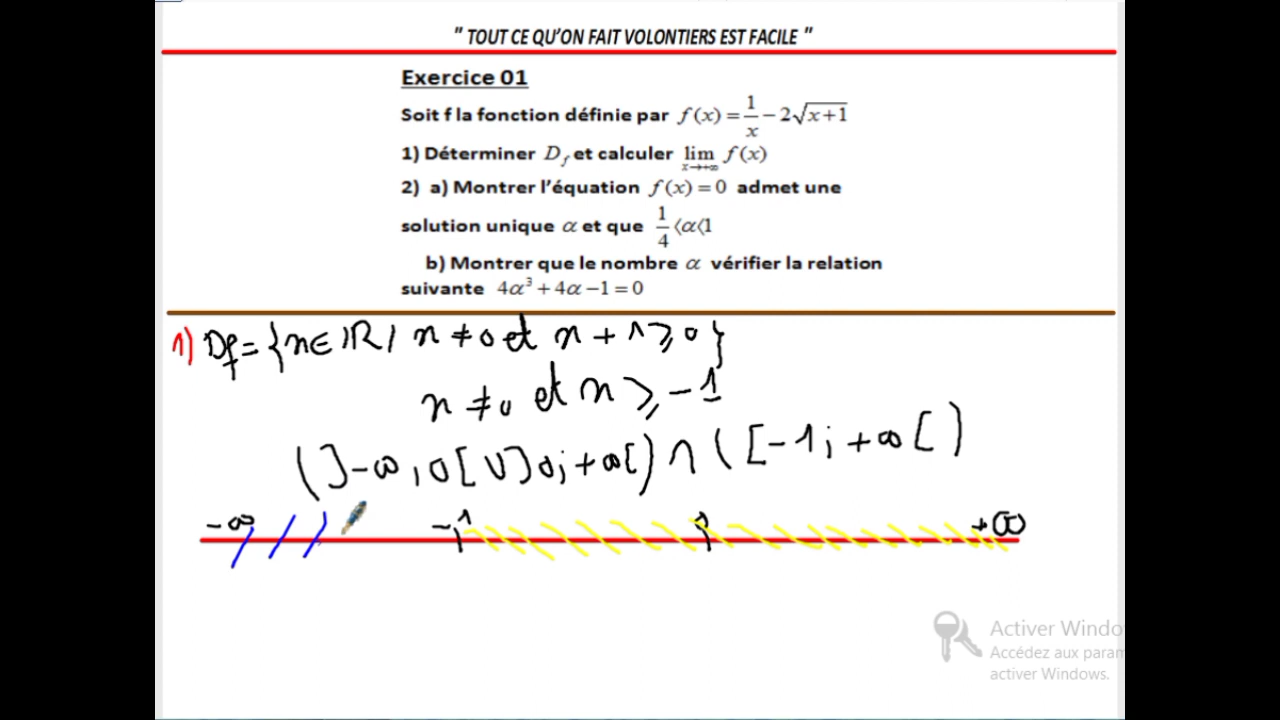 " TOUT CE QU'ON FAIT VOLONTIERS EST FACILE "
Exercice 01
Soit f la fonction définie par f(x) = 1/x − 2√(x+1)
1) Déterminer D_f et calculer lim_{x→+∞} f(x)
2) a) Montrer l'équation f(x) = 0 admet une
solution unique α et que 1/4 ⟨α⟨1
b) Montrer que le nombre α vérifier la relation
suivante 4α³ + 4α − 1 = 0
1) Df = {x ∈ IR / x ≠ 0 et x + 1 ≥ 0}
x ≠ 0 et x ≥ −1
(]−∞, 0[ U ]0; +∞[) ∩ ([−1; +∞[)
−∞ −1 +∞
Activer Windo
Accédez aux param
activer Windows.